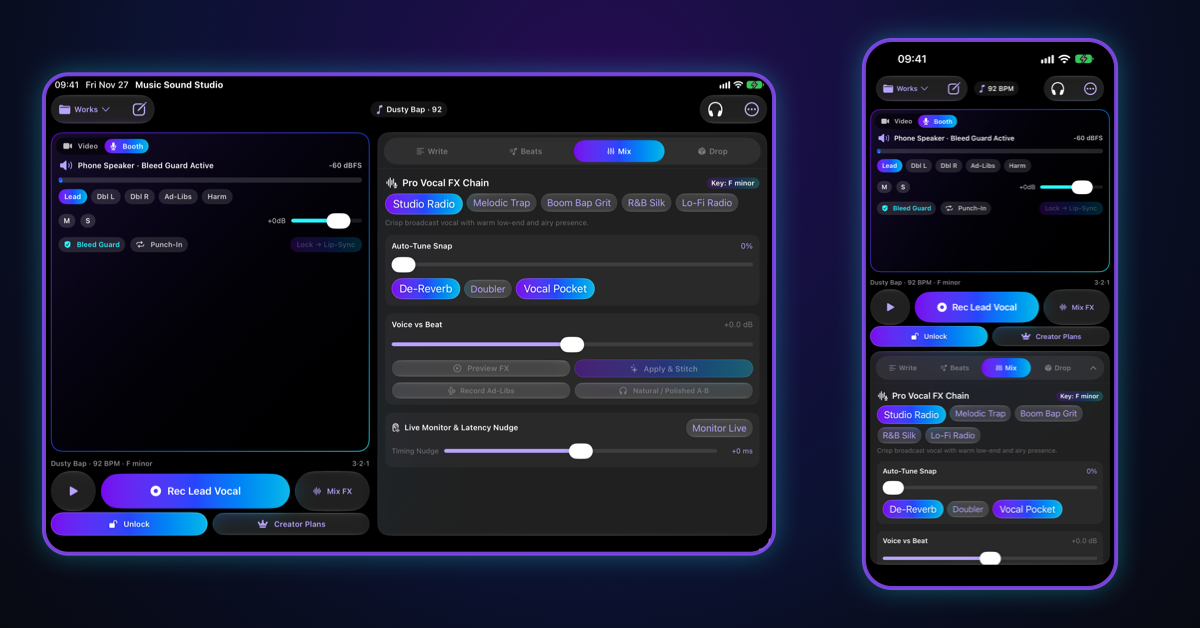 09:41 Fri Nov 27 Music Sound Studio
Works
Dusty Bap · 92
Video Booth
Phone Speaker · Bleed Guard Active -60 dBFS
Lead Dbl L Dbl R Ad-Libs Harm
M S +0dB
Bleed Guard Punch-In Lock → Lip-Sync
Dusty Bap · 92 BPM · F minor 3·2·1
Rec Lead Vocal Mix FX
Unlock Creator Plans
Write Beats Mix Drop
Pro Vocal FX Chain Key: F minor
Studio Radio Melodic Trap Boom Bap Grit R&B Silk Lo-Fi Radio
Crisp broadcast vocal with warm low-end and airy presence.
Auto-Tune Snap 0%
De-Reverb Doubler Vocal Pocket
Voice vs Beat +0.0 dB
Preview FX Apply & Stitch
Record Ad-Libs Natural / Polished A·B
Live Monitor & Latency Nudge Monitor Live
Timing Nudge +0 ms
09:41
Works 92 BPM
Video Booth
Phone Speaker · Bleed Guard Active -60 dBFS
Lead Dbl L Dbl R Ad-Libs Harm
M S +0dB
Bleed Guard Punch-In Lock → Lip-Sync
Dusty Bap · 92 BPM · F minor 3·2·1
Rec Lead Vocal Mix FX
Unlock Creator Plans
Write Beats Mix Drop
Pro Vocal FX Chain Key: F minor
Studio Radio Melodic Trap Boom Bap Grit
R&B Silk Lo-Fi Radio
Crisp broadcast vocal with warm low-end and airy presence.
Auto-Tune Snap 0%
De-Reverb Doubler Vocal Pocket
Voice vs Beat +0.0 dB